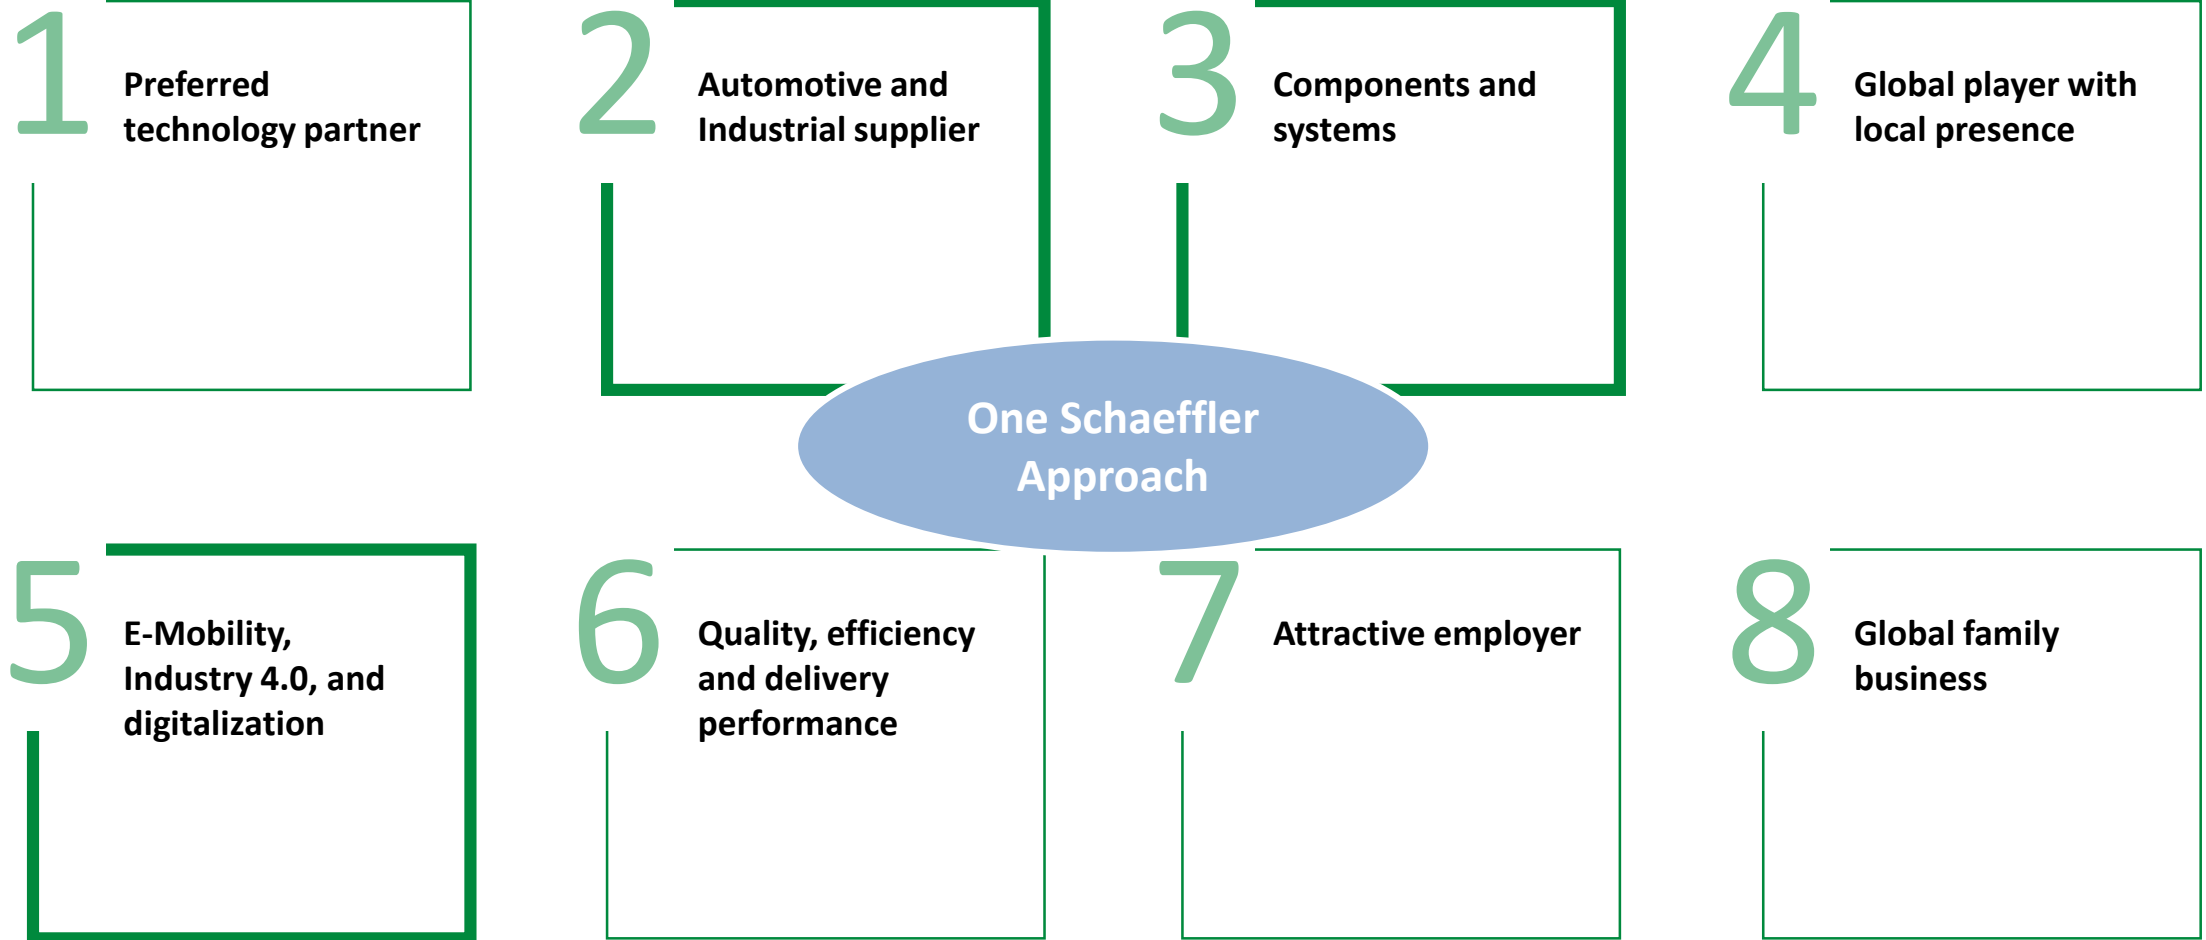 1
Preferred
technology partner
2
Automotive and
Industrial supplier
3
Components and
systems
4
Global player with
local presence
One Schaeffler
Approach
5
E-Mobility,
Industry 4.0, and
digitalization
6
Quality, efficiency
and delivery
performance
7
Attractive employer
8
Global family
business